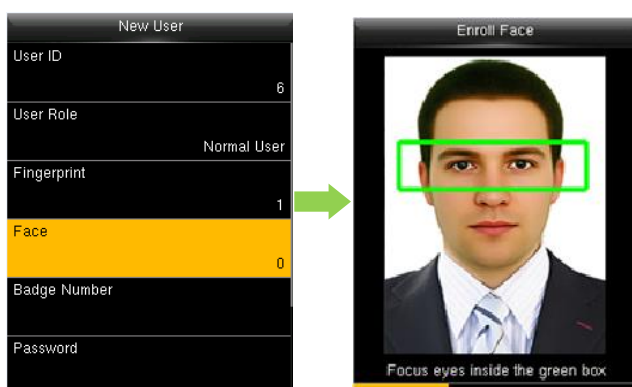 New User
User ID
6
User Role
Normal User
Fingerprint
1
Face
0
Badge Number
Password
Enroll Face
Focus eyes inside the green box